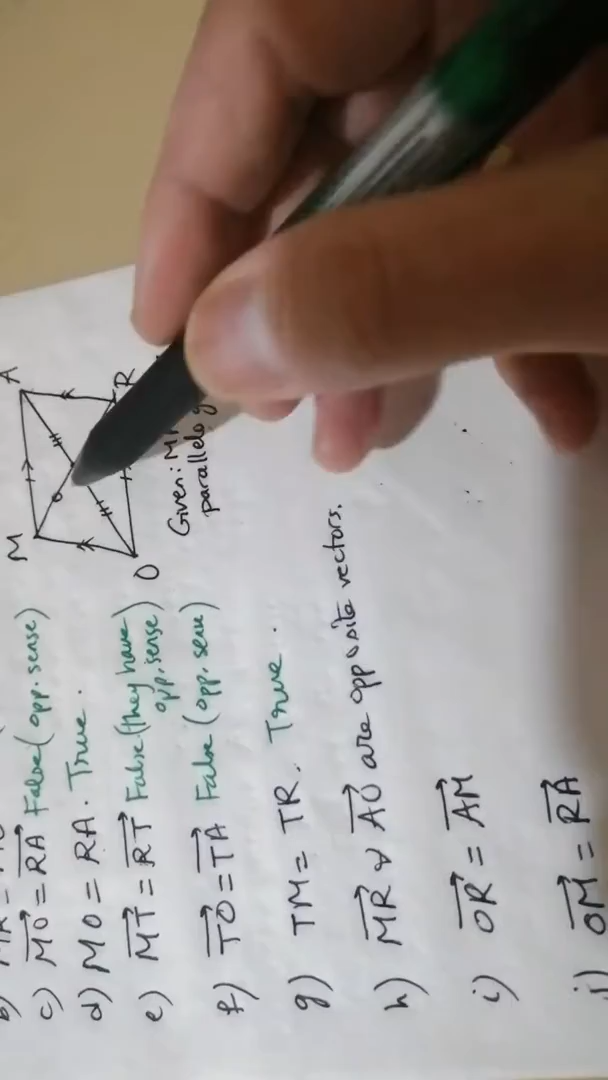 c) MO = RA False (opp. sense)
d) MO = RA. True.
e) MT = RT False (they have
opp. sense)
f) TO = TA False (opp. sense)
g) TM = TR. True.
h) MR & AO are opposite vectors.
i) OR = AM
j) OM = RA
M
A
R
O
Given: